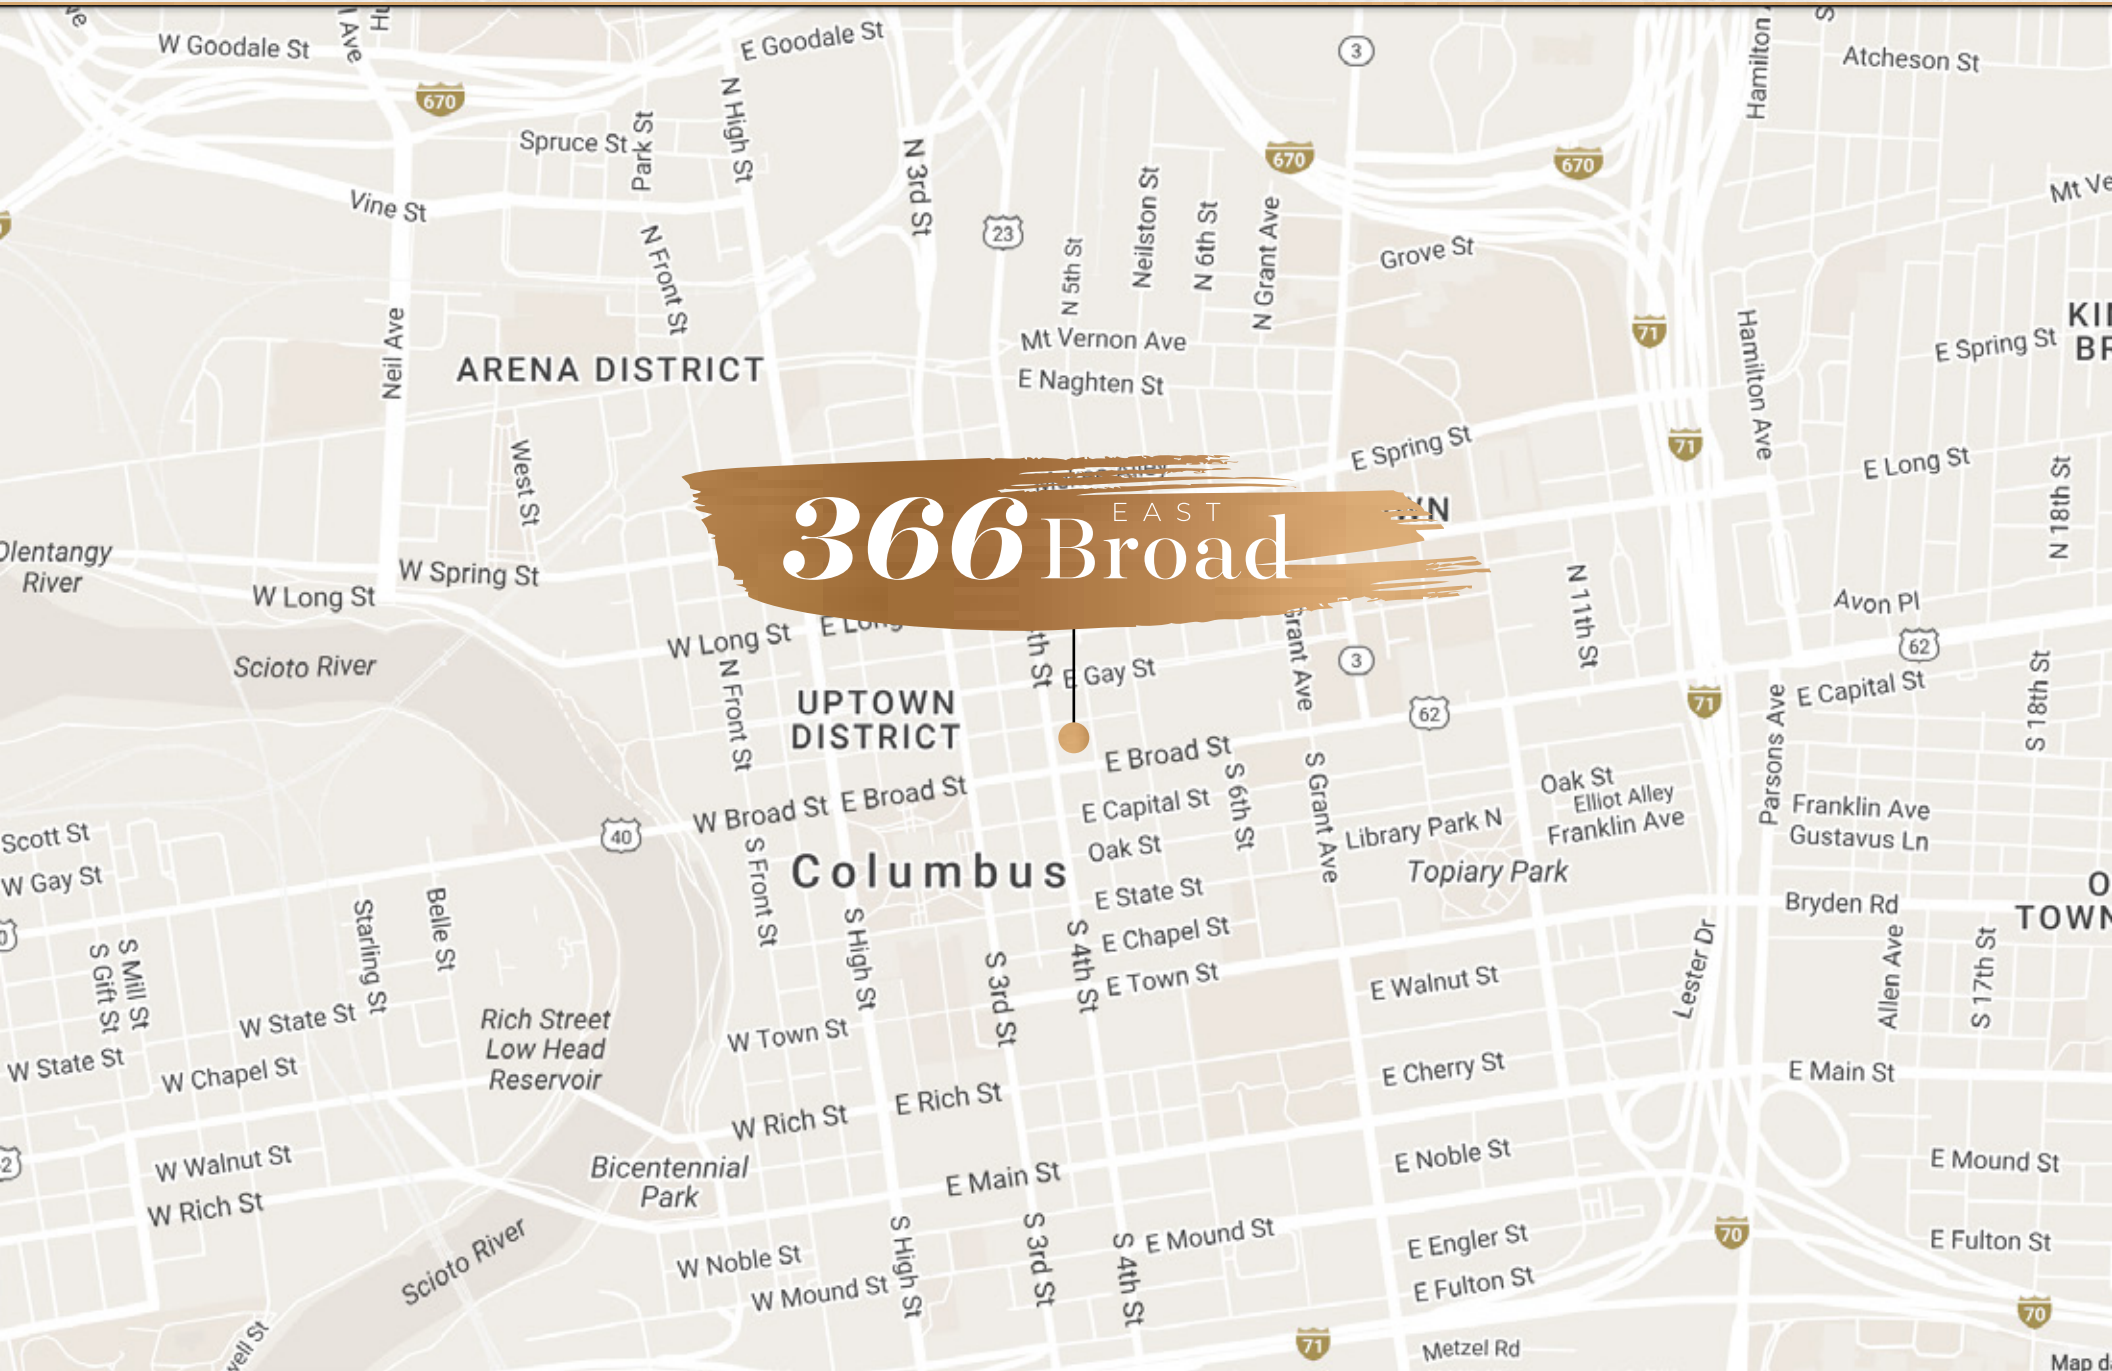 W Goodale St
Ave
E Goodale St
3
Hamilton
Atcheson St
670
N High St
Spruce St
Park St
N 3rd St
670
670
Vine St
23
N 5th St
Neilston St
N 6th St
N Grant Ave
Grove St
N Front St
Neil Ave
71
Hamilton Ave
E Spring St
Mt Vernon Ave
E Naghten St
ARENA DISTRICT
71
E Spring St
E Long St
West St
N 18th St
366 EAST Broad
Olentangy
River
W Spring St
W Long St
N 11th St
Avon Pl
Scioto River
W Long St
Grant Ave
3
62
E Gay St
N Front St
UPTOWN
DISTRICT
62
71
E Capital St
S 18th St
Parsons Ave
E Broad St
W Broad St
E Broad St
40
S 6th St
S Grant Ave
Oak St
Elliot Alley
Franklin Ave
Franklin Ave
Gustavus Ln
E Capital St
Library Park N
Oak St
Scott St
W Gay St
S Front St
Columbus
Topiary Park
E State St
Bryden Rd
TOWN
Starling St
Belle St
S High St
E Chapel St
S Gift St
S Mill St
S 3rd St
S 4th St
E Town St
E Walnut St
Lester Dr
Allen Ave
S 17th St
W State St
Rich Street
Low Head
Reservoir
W Town St
W State St
W Chapel St
E Cherry St
E Main St
E Rich St
W Rich St
W Walnut St
Bicentennial
Park
E Main St
E Noble St
E Mound St
W Rich St
Scioto River
S High St
S 3rd St
S 4th St
E Mound St
E Engler St
70
E Fulton St
W Noble St
W Mound St
E Fulton St
70
71
Metzel Rd
Map d